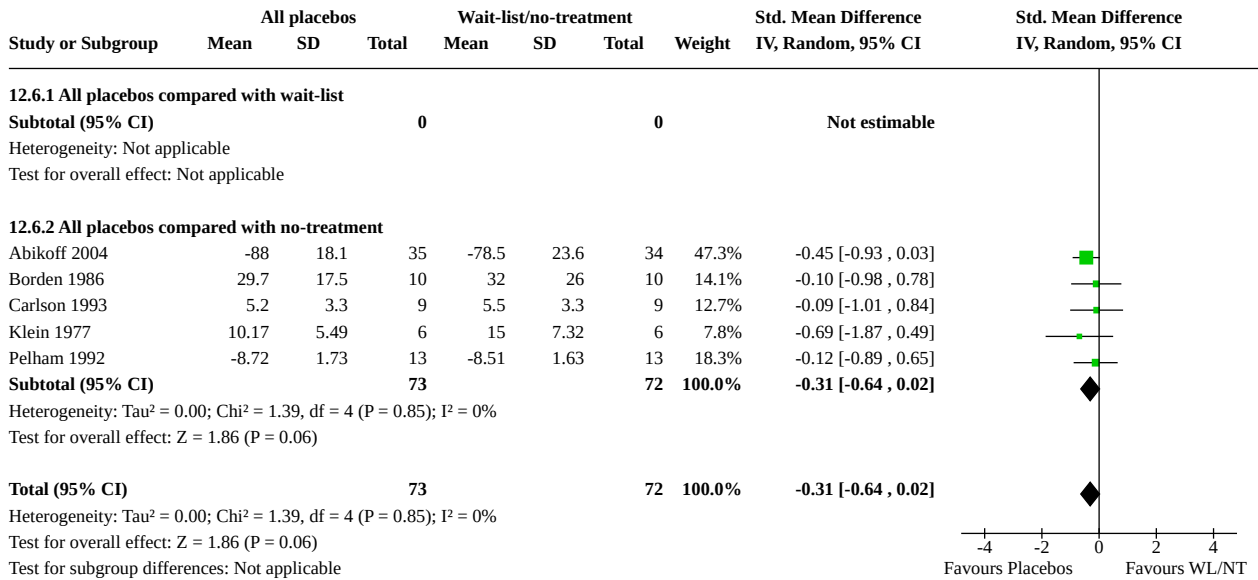 All placebos Wait-list/no-treatment Std. Mean Difference Std. Mean Difference
Study or Subgroup Mean SD Total Mean SD Total Weight IV, Random, 95% CI IV, Random, 95% CI
12.6.1 All placebos compared with wait-list
Subtotal (95% CI) 0 0 Not estimable
Heterogeneity: Not applicable
Test for overall effect: Not applicable
12.6.2 All placebos compared with no-treatment
Abikoff 2004 -88 18.1 35 -78.5 23.6 34 47.3% -0.45 [-0.93 , 0.03]
Borden 1986 29.7 17.5 10 32 26 10 14.1% -0.10 [-0.98 , 0.78]
Carlson 1993 5.2 3.3 9 5.5 3.3 9 12.7% -0.09 [-1.01 , 0.84]
Klein 1977 10.17 5.49 6 15 7.32 6 7.8% -0.69 [-1.87 , 0.49]
Pelham 1992 -8.72 1.73 13 -8.51 1.63 13 18.3% -0.12 [-0.89 , 0.65]
Subtotal (95% CI) 73 72 100.0% -0.31 [-0.64 , 0.02]
Heterogeneity: Tau² = 0.00; Chi² = 1.39, df = 4 (P = 0.85); I² = 0%
Test for overall effect: Z = 1.86 (P = 0.06)
Total (95% CI) 73 72 100.0% -0.31 [-0.64 , 0.02]
Heterogeneity: Tau² = 0.00; Chi² = 1.39, df = 4 (P = 0.85); I² = 0%
Test for overall effect: Z = 1.86 (P = 0.06) -4 -2 0 2 4
Test for subgroup differences: Not applicable Favours Placebos Favours WL/NT